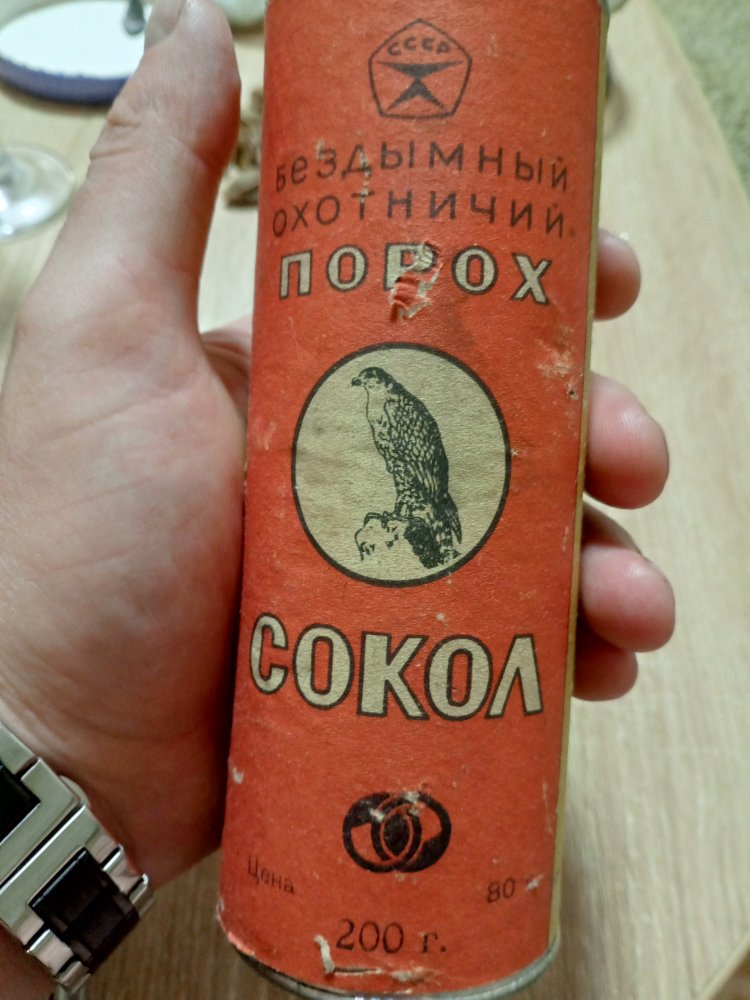 СССР
Бездымный
охотничий
ПОРОХ
СОКОЛ
Цена 80
200 г.